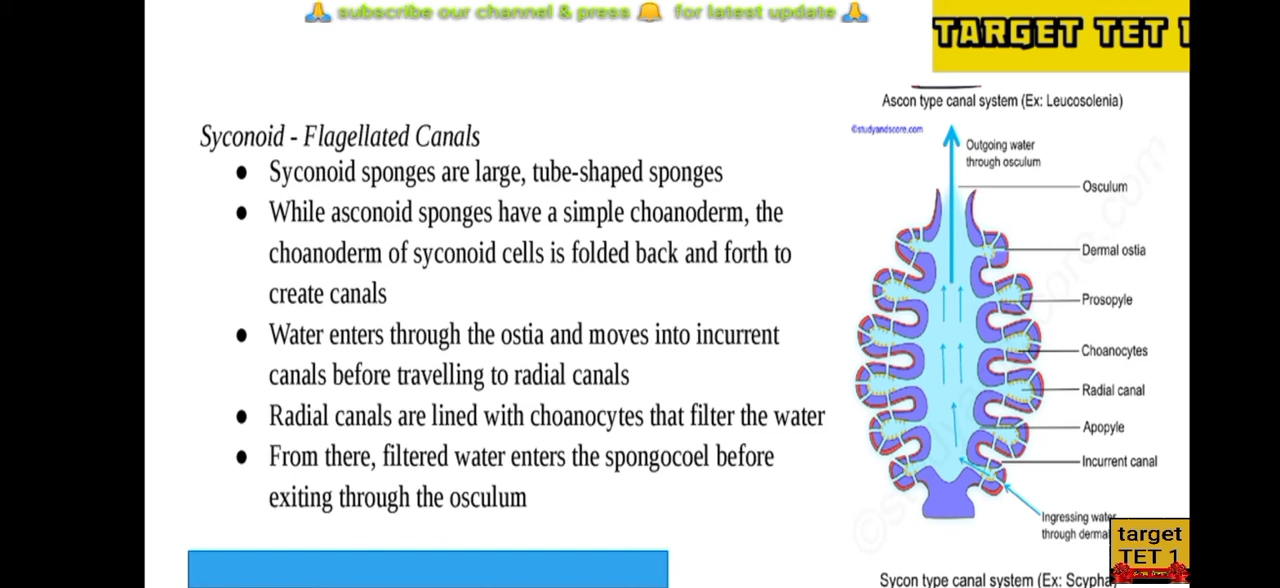 🙏 subscribe our channel & press 🔔 for latest update 🙏
TARGET TET 1
Ascon type canal system (Ex: Leucosolenia)
©studyandscore.com
Syconoid - Flagellated Canals
● Syconoid sponges are large, tube-shaped sponges
● While asconoid sponges have a simple choanoderm, the
choanoderm of syconoid cells is folded back and forth to
create canals
● Water enters through the ostia and moves into incurrent
canals before travelling to radial canals
● Radial canals are lined with choanocytes that filter the water
● From there, filtered water enters the spongocoel before
exiting through the osculum
Outgoing water
through osculum
Osculum
Dermal ostia
Prosopyle
Choanocytes
Radial canal
Apopyle
Incurrent canal
Ingressing water
through dermal
target
TET 1
Sycon type canal system (Ex: Scypha)